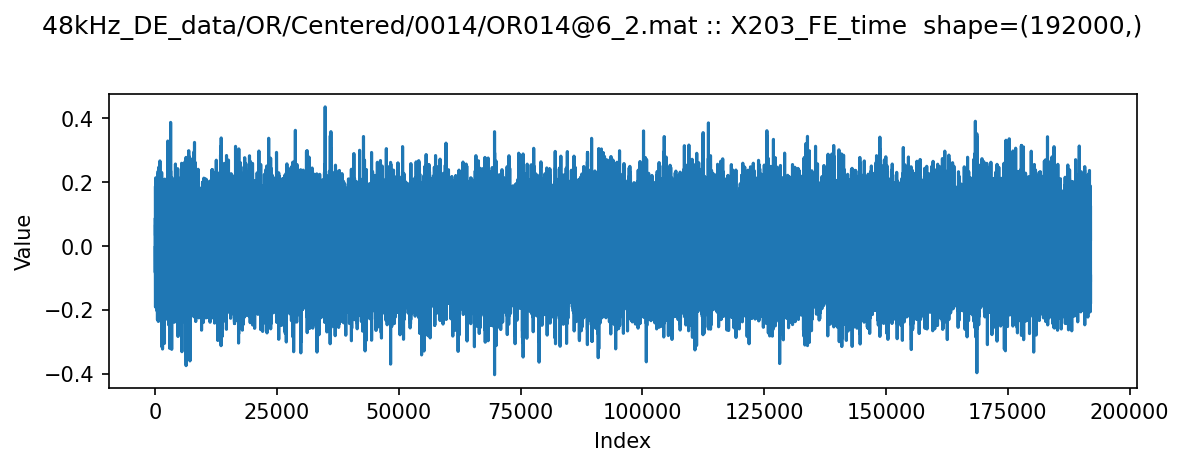 48kHz_DE_data/OR/Centered/0014/OR014@6_2.mat :: X203_FE_time  shape=(192000,)
0.4
0.2
0.0
−0.2
−0.4
Value
0 25000 50000 75000 100000 125000 150000 175000 200000
Index